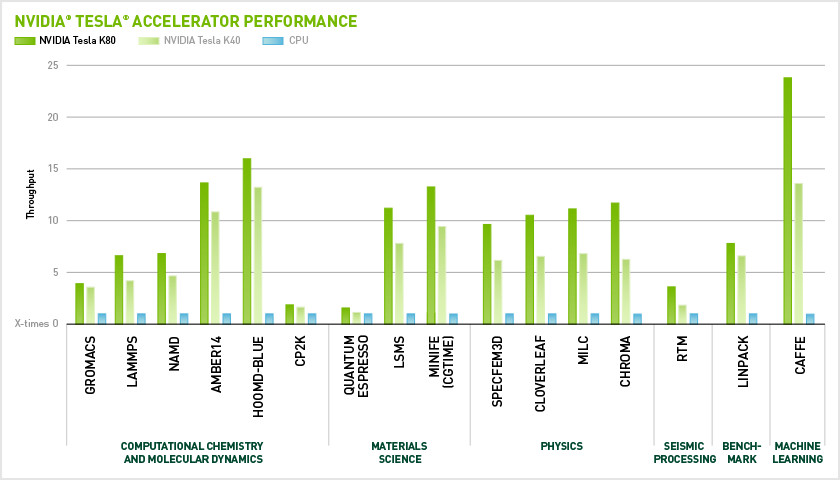 NVIDIA® TESLA® ACCELERATOR PERFORMANCE
NVIDIA Tesla K80 NVIDIA Tesla K40 CPU
25
20
15
10
5
X-times 0
Throughput
GROMACS
LAMMPS
NAMD
AMBER14
HOOMD-BLUE
CP2K
QUANTUM
ESPRESSO
LSMS
MINIFE
(CGTIME)
SPECFEM3D
CLOVERLEAF
MILC
CHROMA
RTM
LINPACK
CAFFE
COMPUTATIONAL CHEMISTRY
AND MOLECULAR DYNAMICS
MATERIALS
SCIENCE
PHYSICS
SEISMIC
PROCESSING
BENCH-
MARK
MACHINE
LEARNING